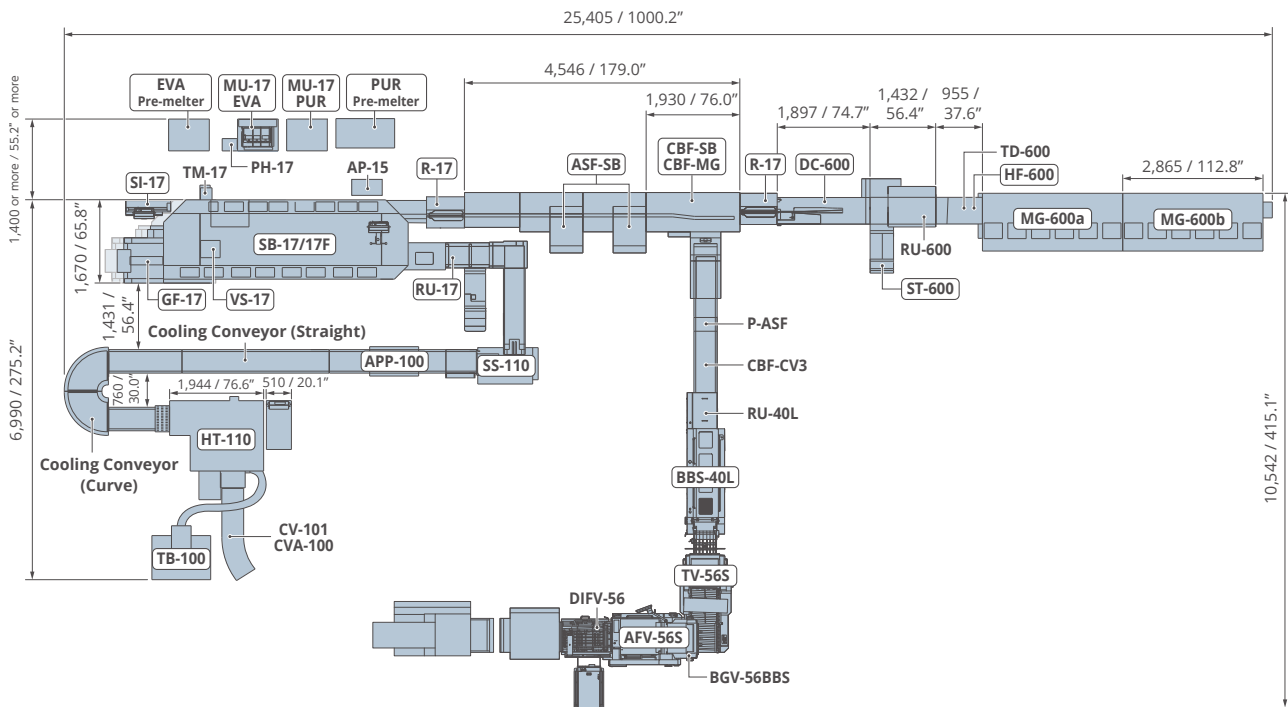 25,405 / 1000.2”
4,546 / 179.0”
1,930 / 76.0”
1,897 / 74.7”
1,432 /
56.4”
955 /
37.6”
2,865 / 112.8”
1,400 or more / 55.2” or more
EVA
Pre-melter
MU-17
EVA
MU-17
PUR
PUR
Pre-melter
PH-17
TM-17
AP-15
SI-17
R-17
ASF-SB
CBF-SB
CBF-MG
R-17
DC-600
TD-600
HF-600
MG-600a
MG-600b
RU-600
ST-600
1,670 / 65.8”
SB-17/17F
GF-17
VS-17
RU-17
1,431 /
56.4”
Cooling Conveyor (Straight)
APP-100
SS-110
P-ASF
CBF-CV3
RU-40L
6,990 / 275.2”
760 /
30.0”
1,944 / 76.6”
510 / 20.1”
HT-110
Cooling Conveyor
(Curve)
BBS-40L
10,542 / 415.1”
CV-101
CVA-100
TB-100
TV-56S
DIFV-56
AFV-56S
BGV-56BBS